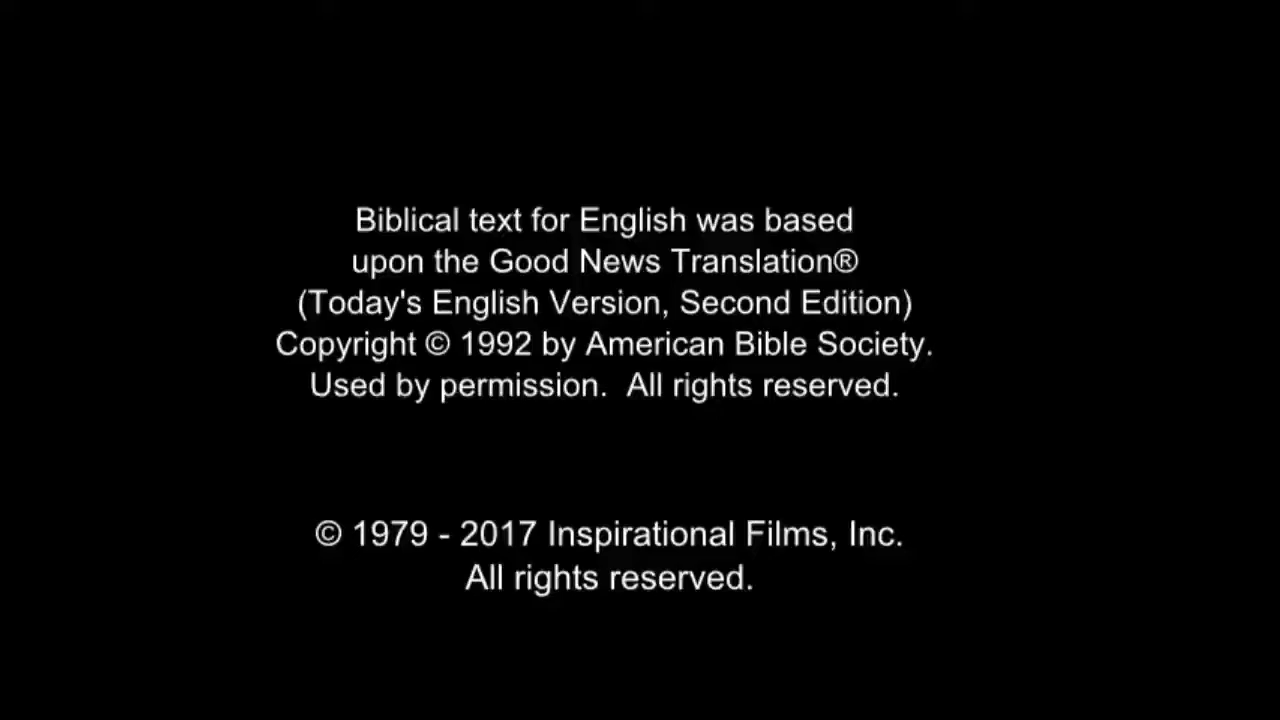 Biblical text for English was based
upon the Good News Translation®
(Today's English Version, Second Edition)
Copyright © 1992 by American Bible Society.
Used by permission.  All rights reserved.
© 1979 - 2017 Inspirational Films, Inc.
All rights reserved.